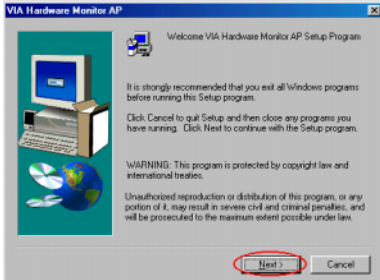 VIA Hardware Monitor AP
Welcome VIA Hardware Monitor AP Setup Program
It is strongly recommended that you exit all Windows programs
before running this Setup program.
Click Cancel to quit Setup and then close any programs you
have running. Click Next to continue with the Setup program.
WARNING: This program is protected by copyright law and
international treaties.
Unauthorized reproduction or distribution of this program, or any
portion of it, may result in severe civil and criminal penalties, and
will be prosecuted to the maximum extent possible under law.
Next > Cancel